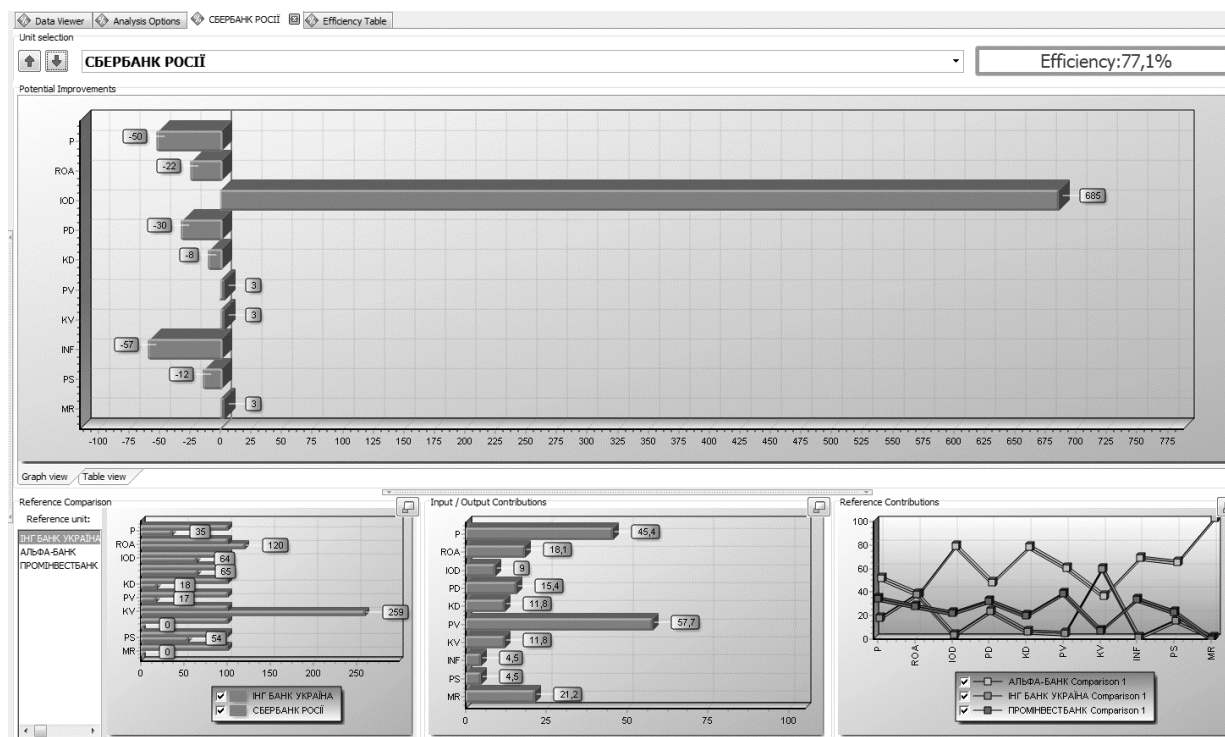 Data Viewer Analysis Options СБЕРБАНК РОСІЇ Efficiency Table
Unit selection
СБЕРБАНК РОСІЇ Efficiency:77,1%
Potential Improvements
P -50
ROA -22
IOD 685
PD -30
KD -8
PV 3
KV 3
INF -57
PS -12
MR 3
-100 -75 -50 -25 0 25 50 75 100 125 150 175 200 225 250 275 300 325 350 375 400 425 450 475 500 525 550 575 600 625 650 675 700 725 750 775
Graph view Table view
Reference Comparison
Reference unit:
ІНГ БАНК УКРАЇНА
АЛЬФА-БАНК
ПРОМІНВЕСТБАНК
P 35
ROA 120
IOD 64
65
KD 18
PV 17
KV 259
0
PS 54
MR 0
0 50 100 150 200 250
ІНГ БАНК УКРАЇНА
СБЕРБАНК РОСІЇ
Input / Output Contributions
P 45,4
ROA 18,1
IOD 9
PD 15,4
KD 11,8
PV 57,7
KV 11,8
INF 4,5
PS 4,5
MR 21,2
0 25 50 75 100
Reference Contributions
100
80
60
40
20
0
P ROA IOD PD KD PV KV INF PS MR
АЛЬФА-БАНК Comparison 1
ІНГ БАНК УКРАЇНА Comparison 1
ПРОМІНВЕСТБАНК Comparison 1